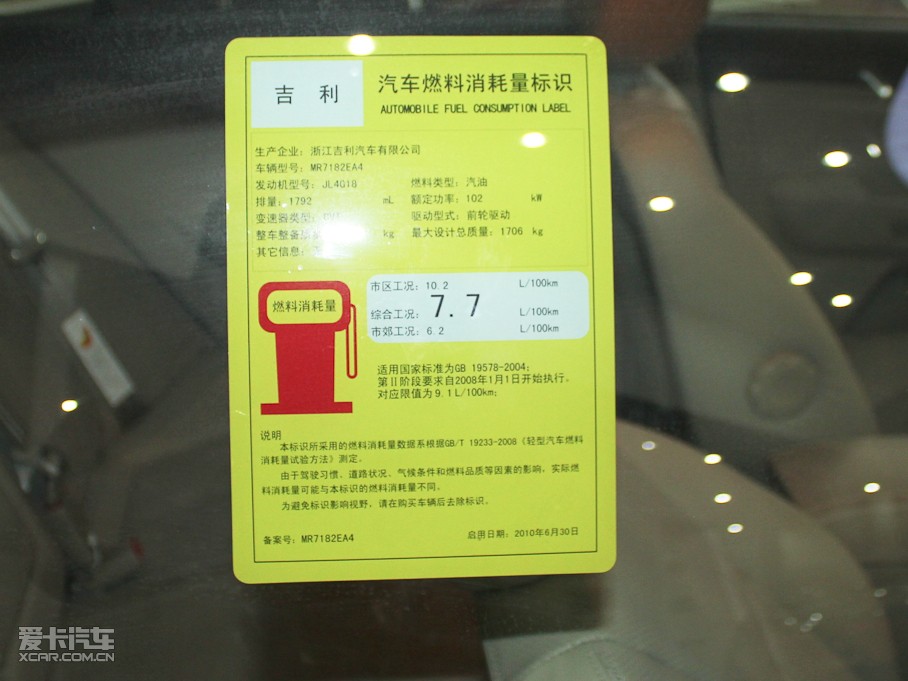 吉 利
汽车燃料消耗量标识
AUTOMOBILE FUEL CONSUMPTION LABEL
生产企业：浙江吉利汽车有限公司
车辆型号：MR7182EA4
发动机型号：JL4G18 燃料类型：汽油
排量：1792 mL 额定功率：102 kW
变速器类型： 驱动型式：前轮驱动
整车整备 kg 最大设计总质量：1706 kg
其它信息：
燃料消耗量
市区工况：10.2 L/100km
综合工况：7.7 L/100km
市郊工况：6.2 L/100km
适用国家标准为GB 19578-2004；
第Ⅱ阶段要求自2008年1月1日开始执行。
对应限值为 9.1 L/100km；
说明
本标识所采用的燃料消耗量数据系根据GB/T 19233-2008《轻型汽车燃料
消耗量试验方法》测定。
由于驾驶习惯、道路状况、气候条件和燃料品质等因素的影响，实际燃
料消耗量可能与本标识的燃料消耗量不同。
为避免标识影响视野，请在购买车辆后去除标识。
备案号：MR7182EA4 启用日期：2010年6月30日
爱卡汽车
XCAR.COM.CN